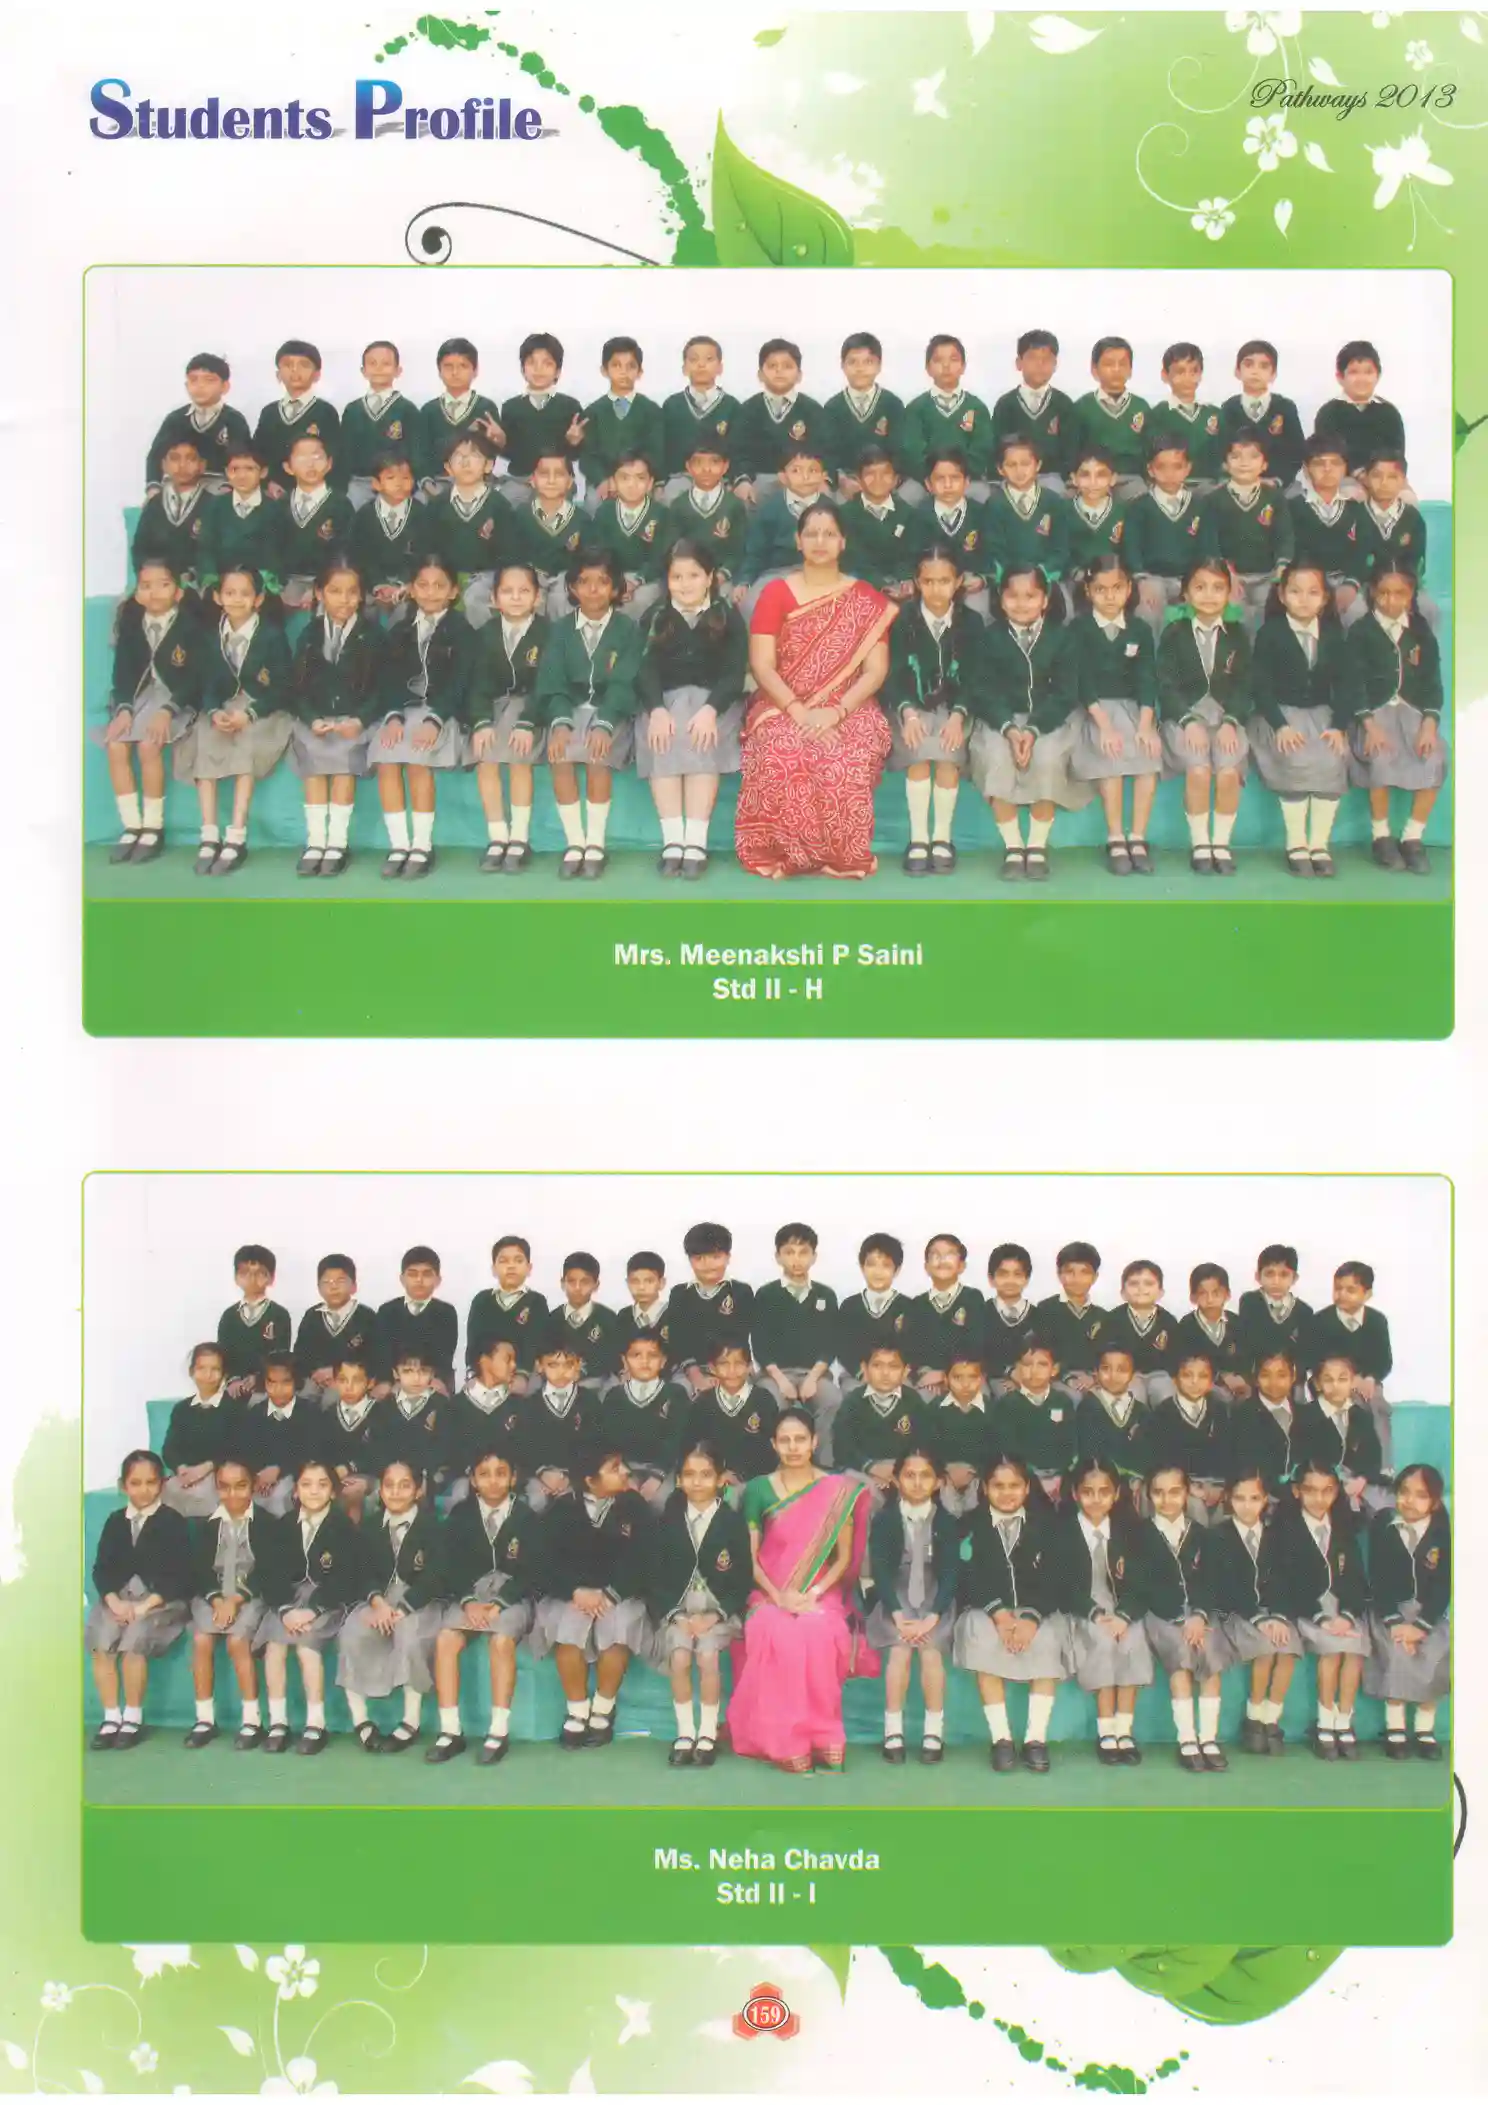 Students Profile
Pathways 2013
Mrs. Meenakshi P Saini
Std II - H
Ms. Neha Chavda
Std II - I
159